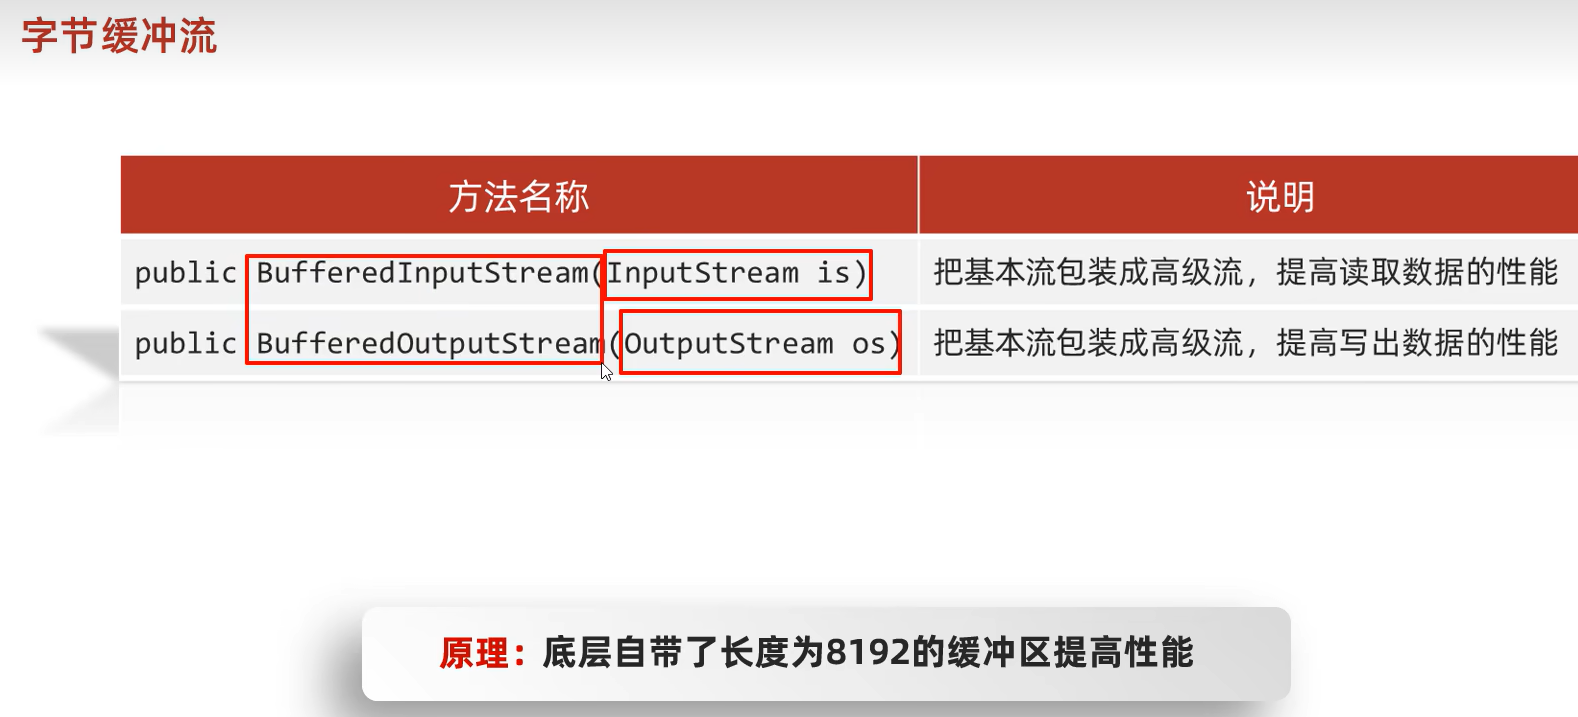 字节缓冲流
方法名称 说明
public BufferedInputStream(InputStream is) 把基本流包装成高级流，提高读取数据的性能
public BufferedOutputStream(OutputStream os) 把基本流包装成高级流，提高写出数据的性能
原理：底层自带了长度为8192的缓冲区提高性能